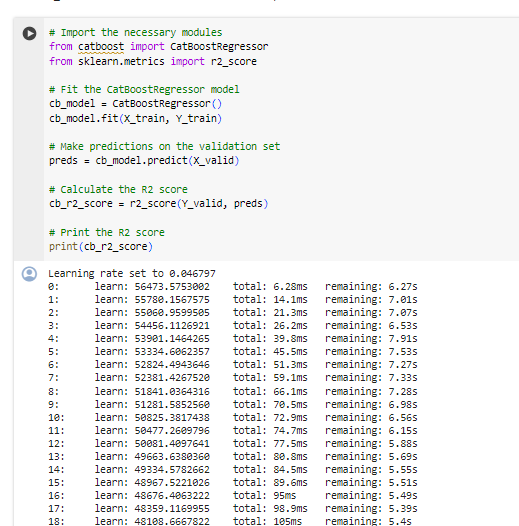 # Import the necessary modules
from catboost import CatBoostRegressor
from sklearn.metrics import r2_score
# Fit the CatBoostRegressor model
cb_model = CatBoostRegressor()
cb_model.fit(X_train, Y_train)
# Make predictions on the validation set
preds = cb_model.predict(X_valid)
# Calculate the R2 score
cb_r2_score = r2_score(Y_valid, preds)
# Print the R2 score
print(cb_r2_score)
Learning rate set to 0.046797
0: learn: 56473.5753002 total: 6.28ms remaining: 6.27s
1: learn: 55780.1567575 total: 14.1ms remaining: 7.01s
2: learn: 55060.9599505 total: 21.3ms remaining: 7.07s
3: learn: 54456.1126921 total: 26.2ms remaining: 6.53s
4: learn: 53901.1464265 total: 39.8ms remaining: 7.91s
5: learn: 53334.6062357 total: 45.5ms remaining: 7.53s
6: learn: 52824.4943646 total: 51.3ms remaining: 7.27s
7: learn: 52381.4267520 total: 59.1ms remaining: 7.33s
8: learn: 51841.0364316 total: 66.1ms remaining: 7.28s
9: learn: 51281.5852560 total: 70.5ms remaining: 6.98s
10: learn: 50825.3817438 total: 72.9ms remaining: 6.56s
11: learn: 50477.2609796 total: 74.7ms remaining: 6.15s
12: learn: 50081.4097641 total: 77.5ms remaining: 5.88s
13: learn: 49663.6380360 total: 80.8ms remaining: 5.69s
14: learn: 49334.5782662 total: 84.5ms remaining: 5.55s
15: learn: 48967.5221026 total: 89.6ms remaining: 5.51s
16: learn: 48676.4063222 total: 95ms remaining: 5.49s
17: learn: 48359.1169955 total: 98.9ms remaining: 5.39s
18: learn: 48108.6667822 total: 105ms remaining: 5.4s